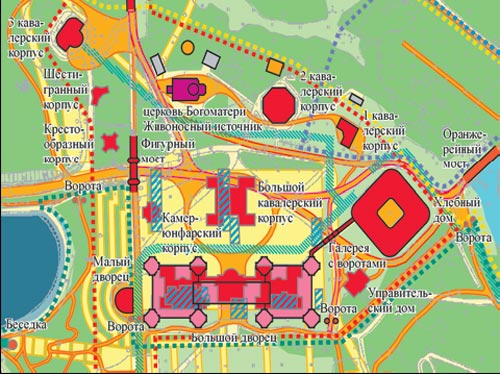 3 кава-
лерский
корпус
Шести-
гранный
корпус
Кресто-
образный
корпус
церковь Богоматери
Живоносный источник
Фигурный
мост
2 кава-
лерский
корпус
1 кава-
лерский
корпус
Оранже-
рейный
мост
Ворота
Большой
кавалерский
корпус
Камер-
юнфарский
корпус
Хлебный
дом
Ворота
Галерея
с воротами
Малый
дворец
Управитель-
ский дом
Беседка
Ворота
Ворота
Большой дворец